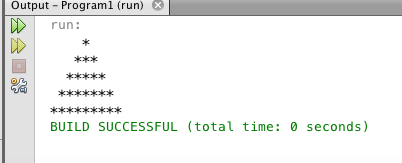 Output – Program1 (run)
run:
    *
   ***
  *****
 *******
*********
BUILD SUCCESSFUL (total time: 0 seconds)